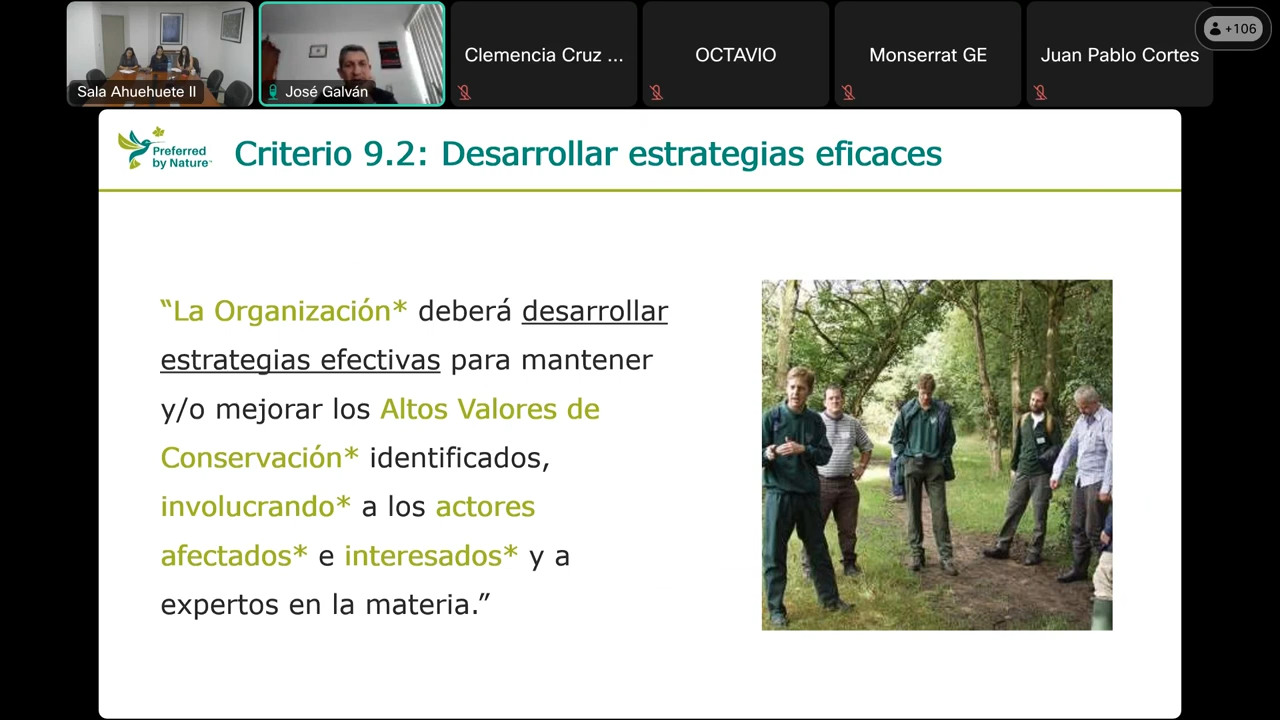 Sala Ahuehuete II
José Galván
Clemencia Cruz ...
OCTAVIO
Monserrat GE
Juan Pablo Cortes
+106
Preferred
by Nature™
Criterio 9.2: Desarrollar estrategias eficaces
“La Organización* deberá desarrollar
estrategias efectivas para mantener
y/o mejorar los Altos Valores de
Conservación* identificados,
involucrando* a los actores
afectados* e interesados* y a
expertos en la materia.”